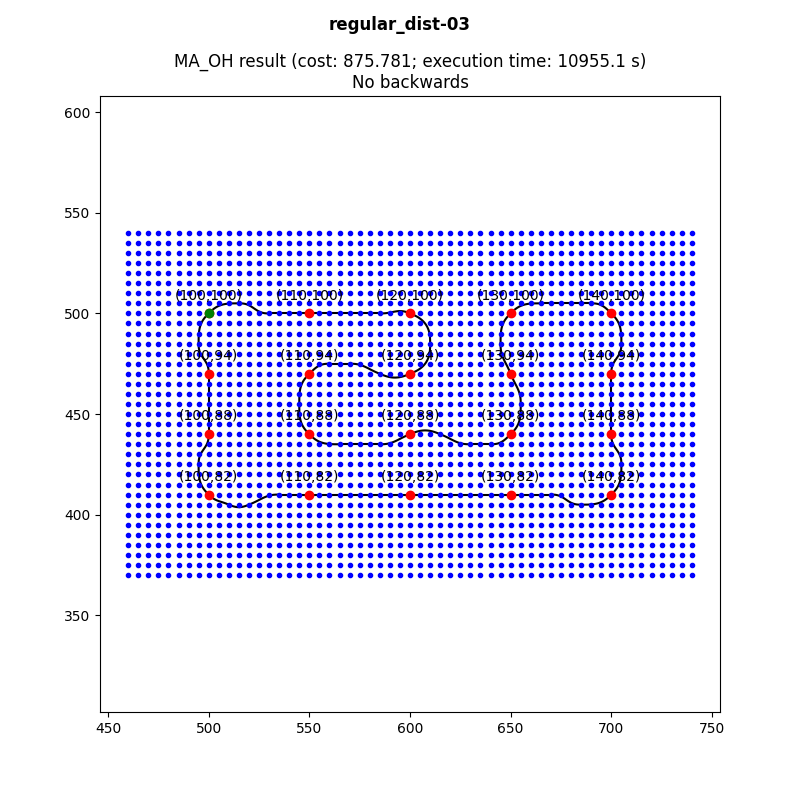 regular_dist-03
MA_OH result (cost: 875.781; execution time: 10955.1 s)
No backwards
600
550
500
450
400
350
(100,100) (110,100) (120,100) (130,100) (140,100)
(100,94) (110,94) (120,94) (130,94) (140,94)
(100,88) (110,88) (120,88) (130,88) (140,88)
(100,82) (110,82) (120,82) (130,82) (140,82)
450 500 550 600 650 700 750